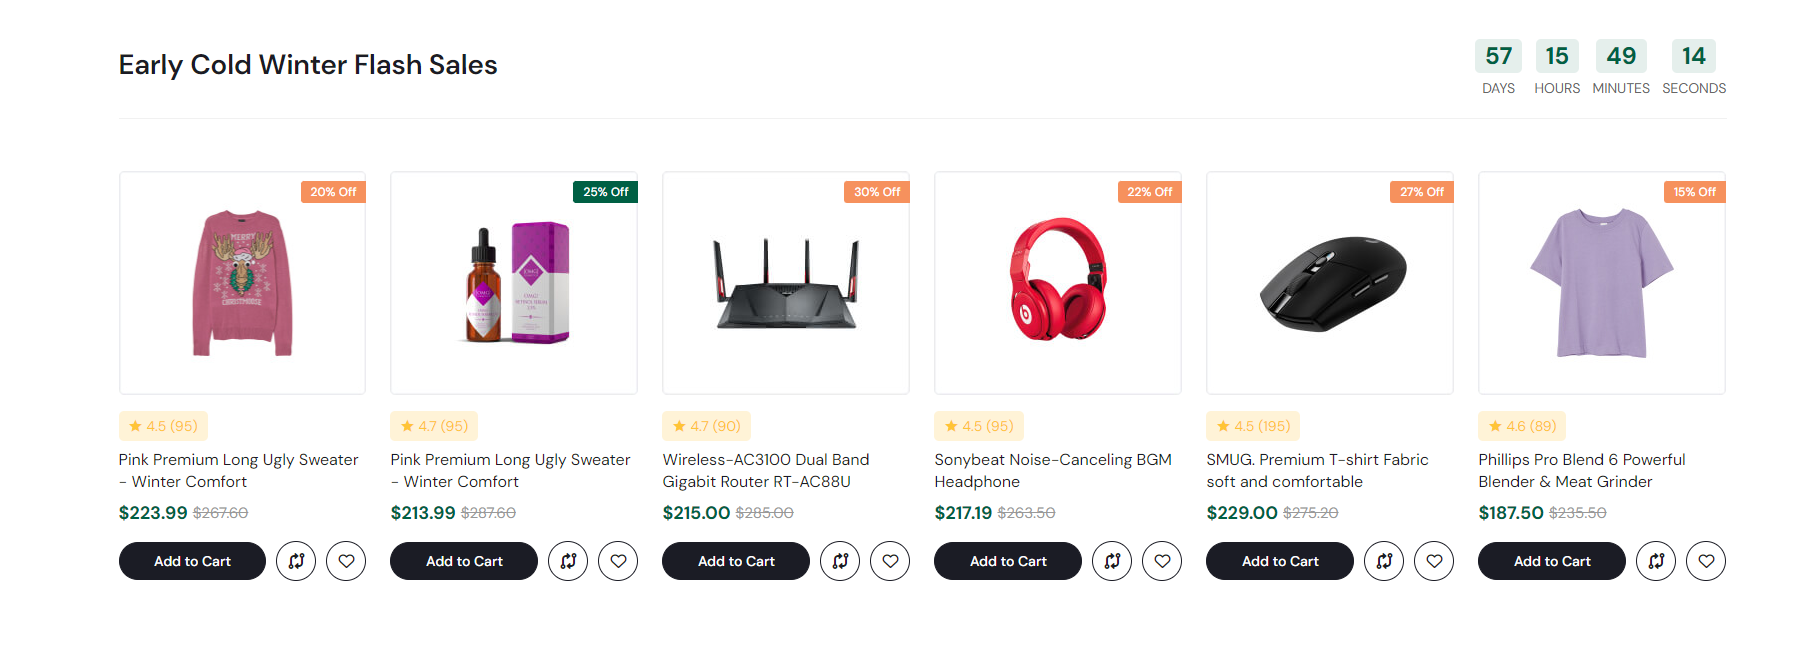 Early Cold Winter Flash Sales
57 15 49 14
DAYS HOURS MINUTES SECONDS
20% Off
MERRY
CHRISTMOOSE
★ 4.5 (95)
Pink Premium Long Ugly Sweater
- Winter Comfort
$223.99 $267.60
Add to Cart
25% Off
★ 4.7 (95)
Pink Premium Long Ugly Sweater
- Winter Comfort
$213.99 $287.60
Add to Cart
30% Off
★ 4.7 (90)
Wireless-AC3100 Dual Band
Gigabit Router RT-AC88U
$215.00 $285.00
Add to Cart
22% Off
★ 4.5 (95)
Sonybeat Noise-Canceling BGM
Headphone
$217.19 $263.50
Add to Cart
27% Off
★ 4.5 (195)
SMUG. Premium T-shirt Fabric
soft and comfortable
$229.00 $275.20
Add to Cart
15% Off
★ 4.6 (89)
Phillips Pro Blend 6 Powerful
Blender & Meat Grinder
$187.50 $235.50
Add to Cart